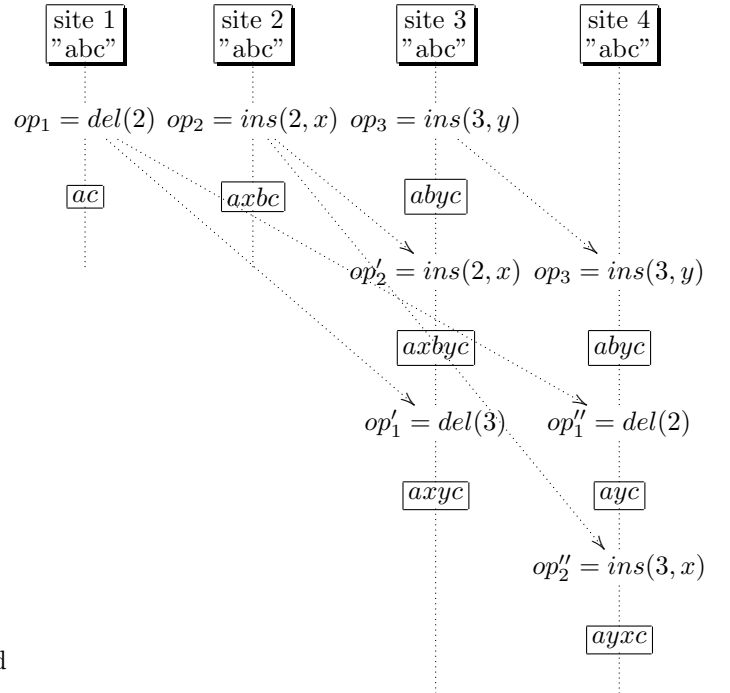 site 1 site 2 site 3 site 4
"abc" "abc" "abc" "abc"
op₁ = del(2) op₂ = ins(2, x) op₃ = ins(3, y)
ac axbc abyc
op′₂ = ins(2, x) op₃ = ins(3, y)
axbyc abyc
op′₁ = del(3) op″₁ = del(2)
axyc ayc
op″₂ = ins(3, x)
ayxc
d